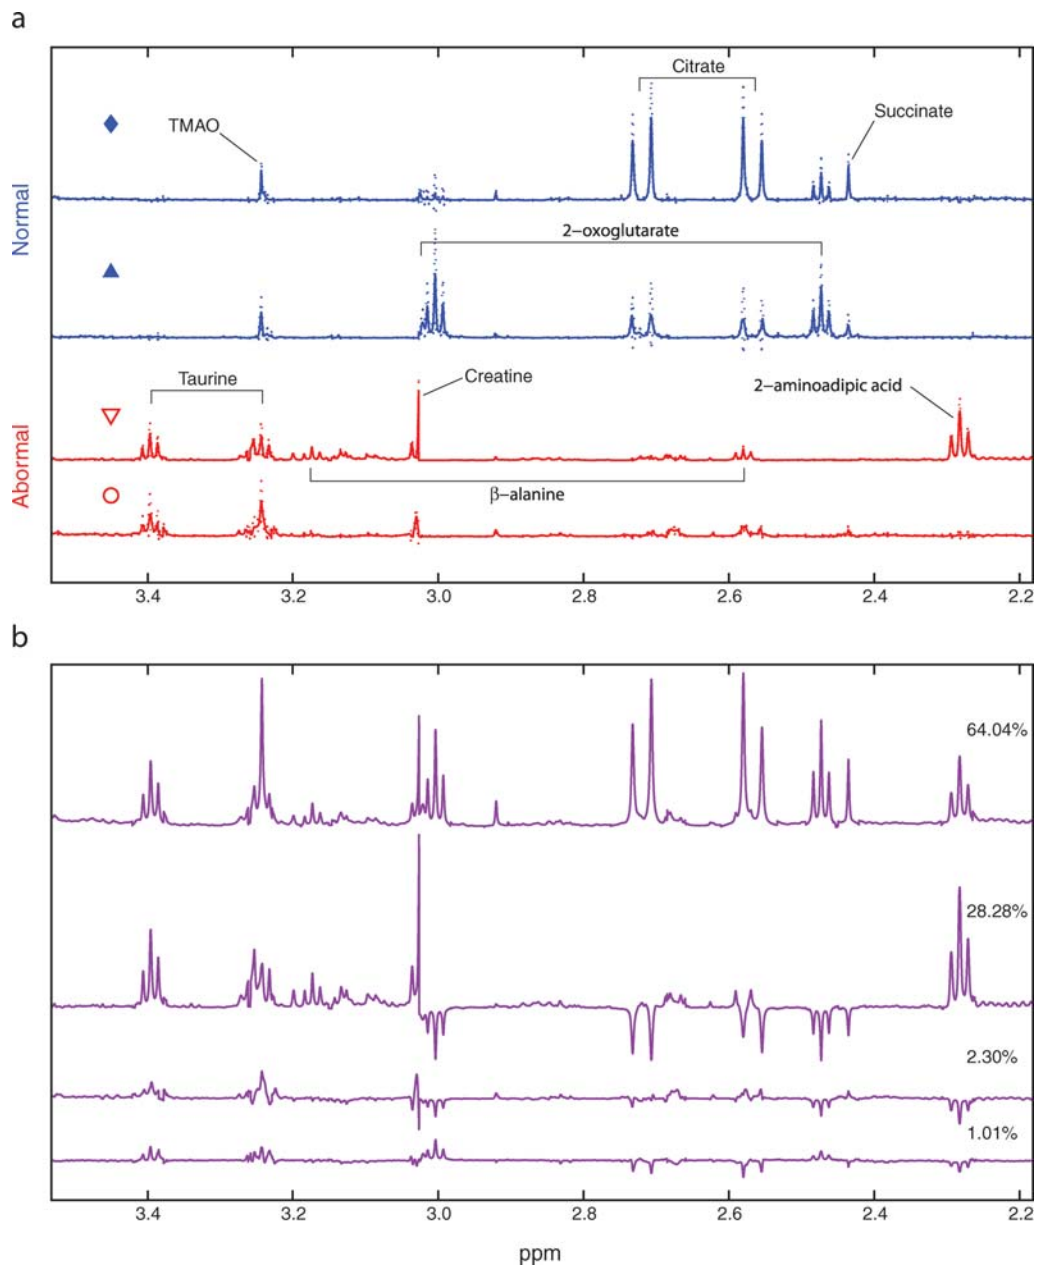 a
Citrate
TMAO
Succinate
Normal
2−oxoglutarate
Taurine
Creatine
2−aminoadipic acid
Abormal
β−alanine
3.4 3.2 3.0 2.8 2.6 2.4 2.2
b
64.04%
28.28%
2.30%
1.01%
3.4 3.2 3.0 2.8 2.6 2.4 2.2
ppm